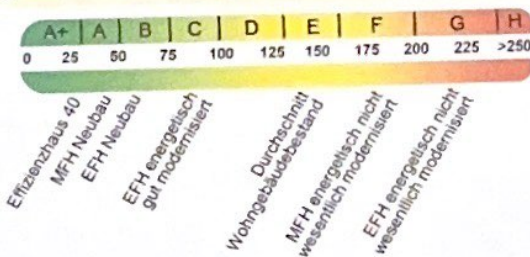 A+ A B C D E F G H
0 25 50 75 100 125 150 175 200 225 >250
Effizienzhaus 40
MFH Neubau
EFH Neubau
EFH energetisch
gut modernisiert
Durchschnitt
Wohngebäudebestand
MFH energetisch nicht
wesentlich modernisiert
EFH energetisch nicht
wesentlich modernisiert